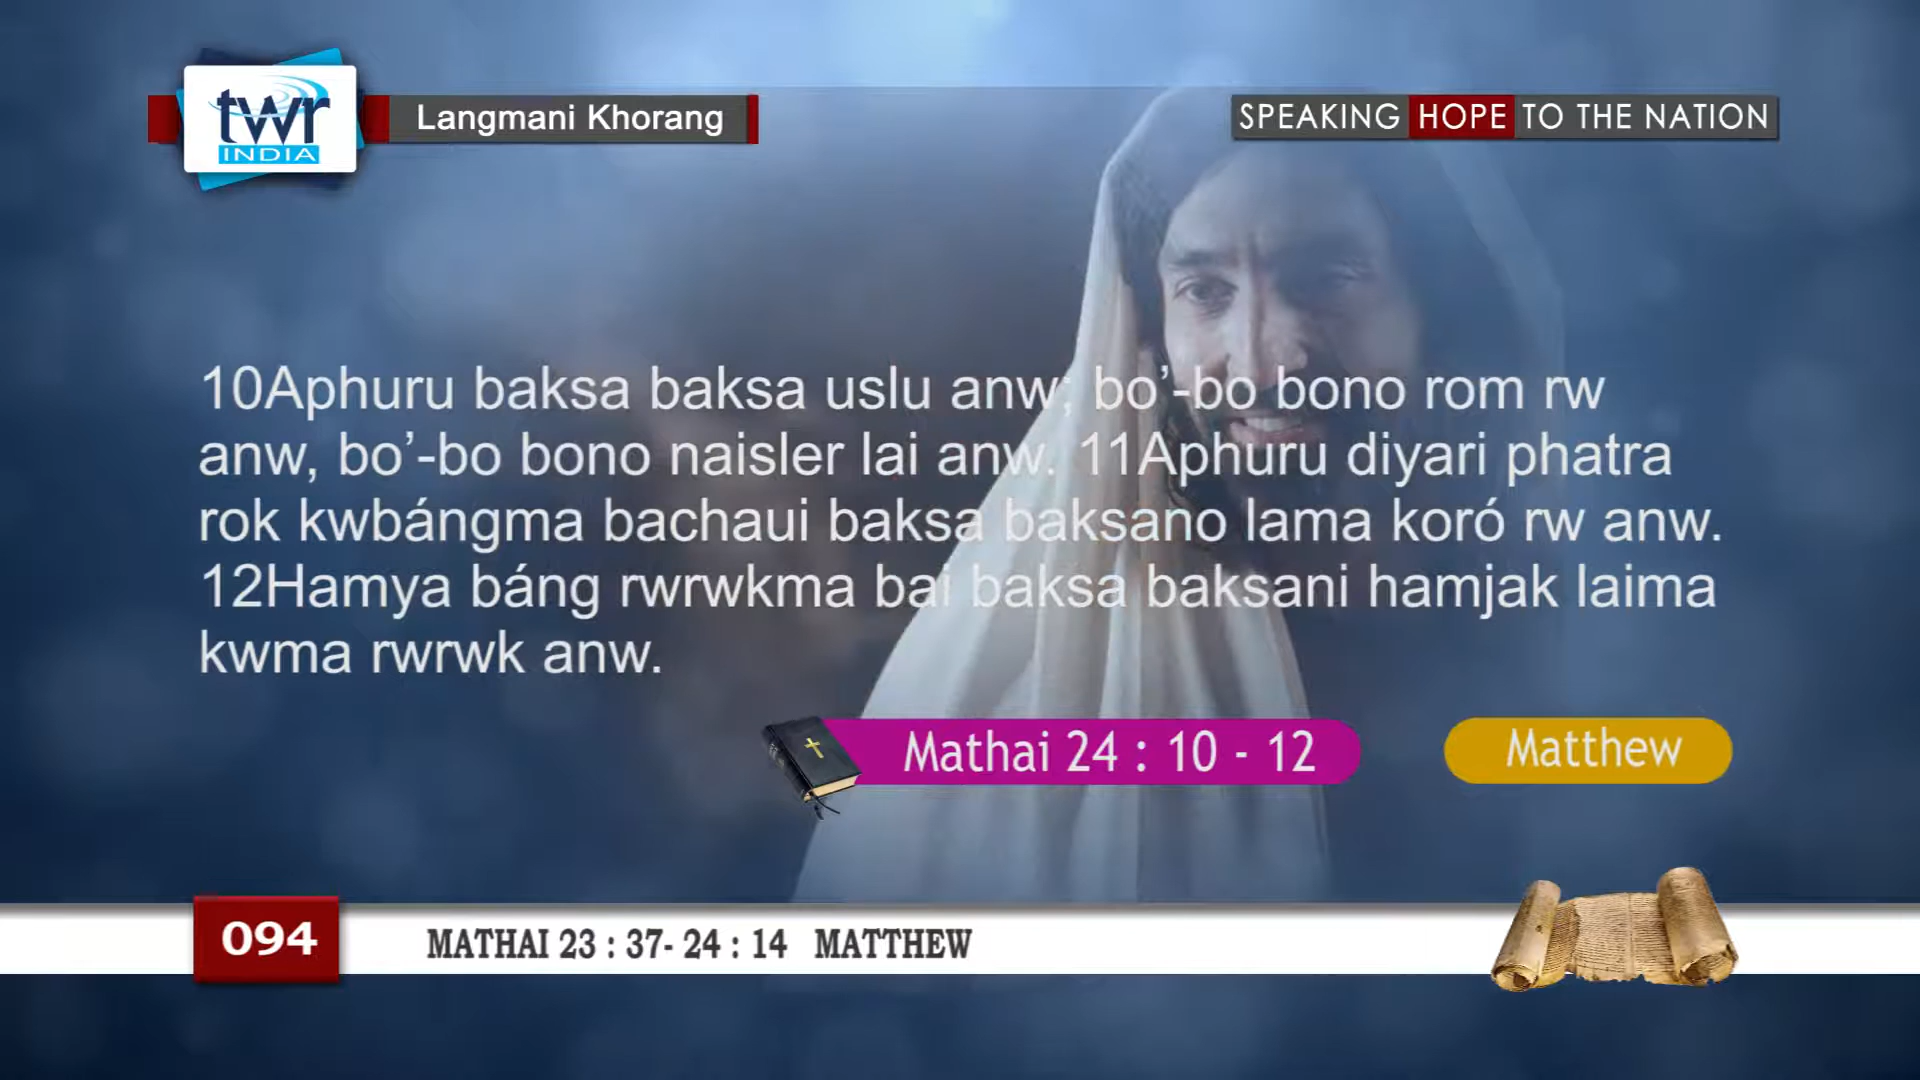 twr
INDIA
Langmani Khorang
SPEAKING HOPE TO THE NATION
10Aphuru baksa baksa uslu anw; bo’-bo bono rom rw
anw, bo’-bo bono naisler lai anw. 11Aphuru diyari phatra
rok kwbángma bachaui baksa baksano lama koró rw anw.
12Hamya báng rwrwkma bai baksa baksani hamjak laima
kwma rwrwk anw.
Mathai 24 : 10 - 12
Matthew
094
MATHAI 23 : 37- 24 : 14 MATTHEW